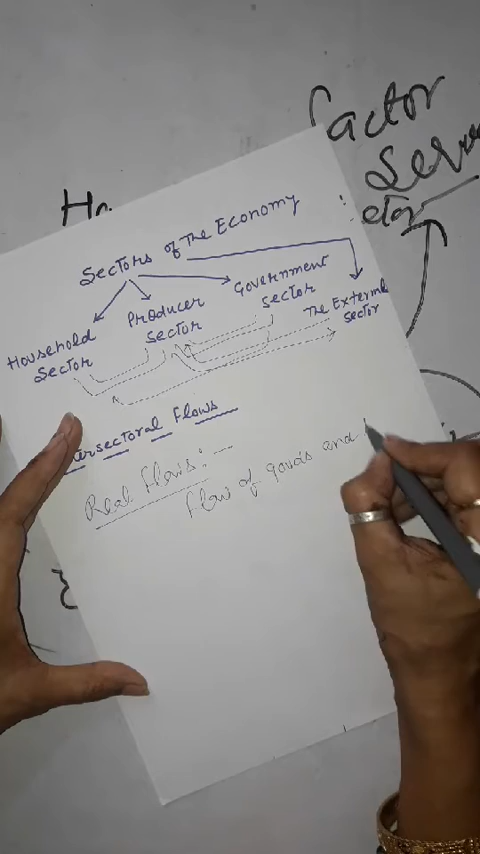 Factor
Sectors of The Economy
Household
Sector
Producer
Sector
Government
Sector
The External
Sector
Flows
Real Flows:-
Flow of goods and